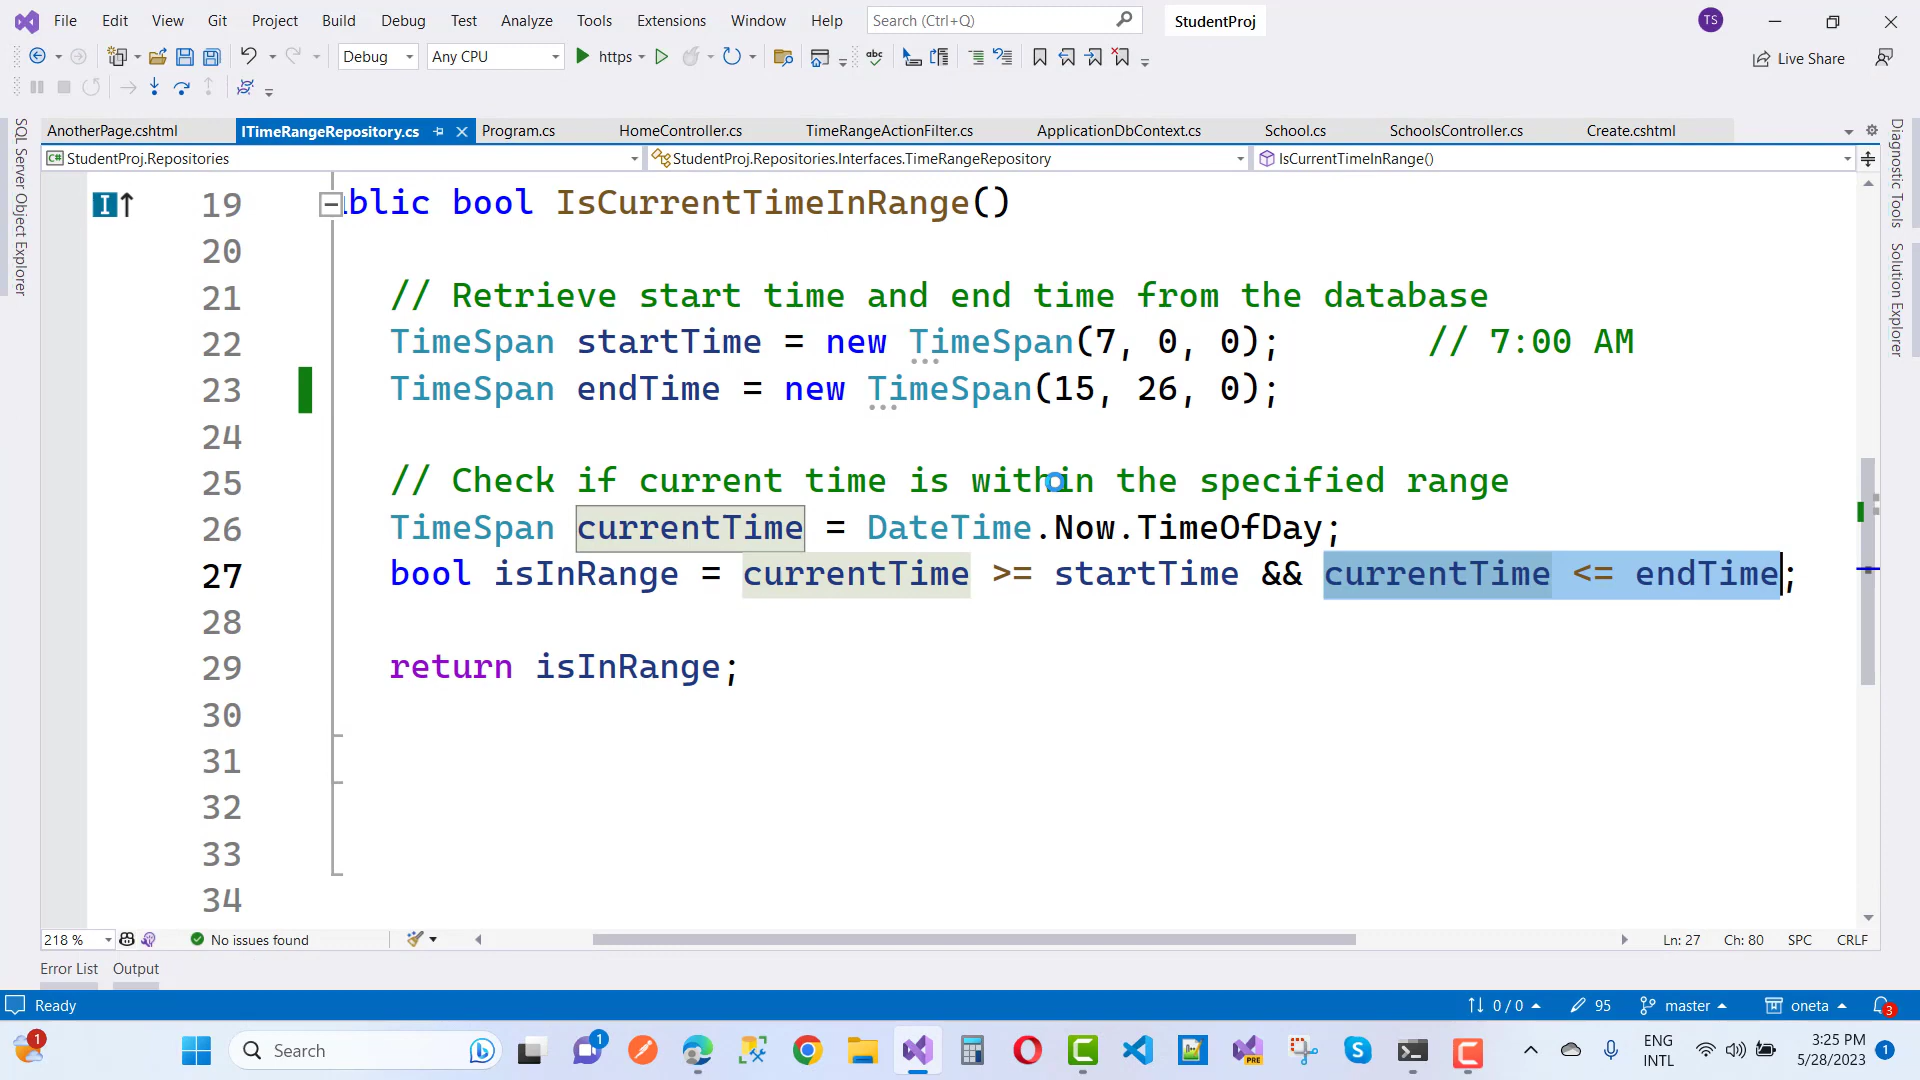 File Edit View Git Project Build Debug Test Analyze Tools Extensions Window Help Search (Ctrl+Q) StudentProj TS
Debug Any CPU https Live Share
AnotherPage.cshtml ITimeRangeRepository.cs Program.cs HomeController.cs TimeRangeActionFilter.cs ApplicationDbContext.cs School.cs SchoolsController.cs Create.cshtml
StudentProj.Repositories StudentProj.Repositories.Interfaces.TimeRangeRepository IsCurrentTimeInRange()
SQL Server Object Explorer
Diagnostic Tools
Solution Explorer
19 blic bool IsCurrentTimeInRange()
20
21 // Retrieve start time and end time from the database
22 TimeSpan startTime = new TimeSpan(7, 0, 0); // 7:00 AM
23 TimeSpan endTime = new TimeSpan(15, 26, 0);
24
25 // Check if current time is within the specified range
26 TimeSpan currentTime = DateTime.Now.TimeOfDay;
27 bool isInRange = currentTime >= startTime && currentTime <= endTime;
28
29 return isInRange;
30
31
32
33
34
218 % No issues found Ln: 27 Ch: 80 SPC CRLF
Error List Output
Ready 0 / 0 95 master oneta 3
1 Search 1 PRE ENG INTL 3:25 PM 5/28/2023 1